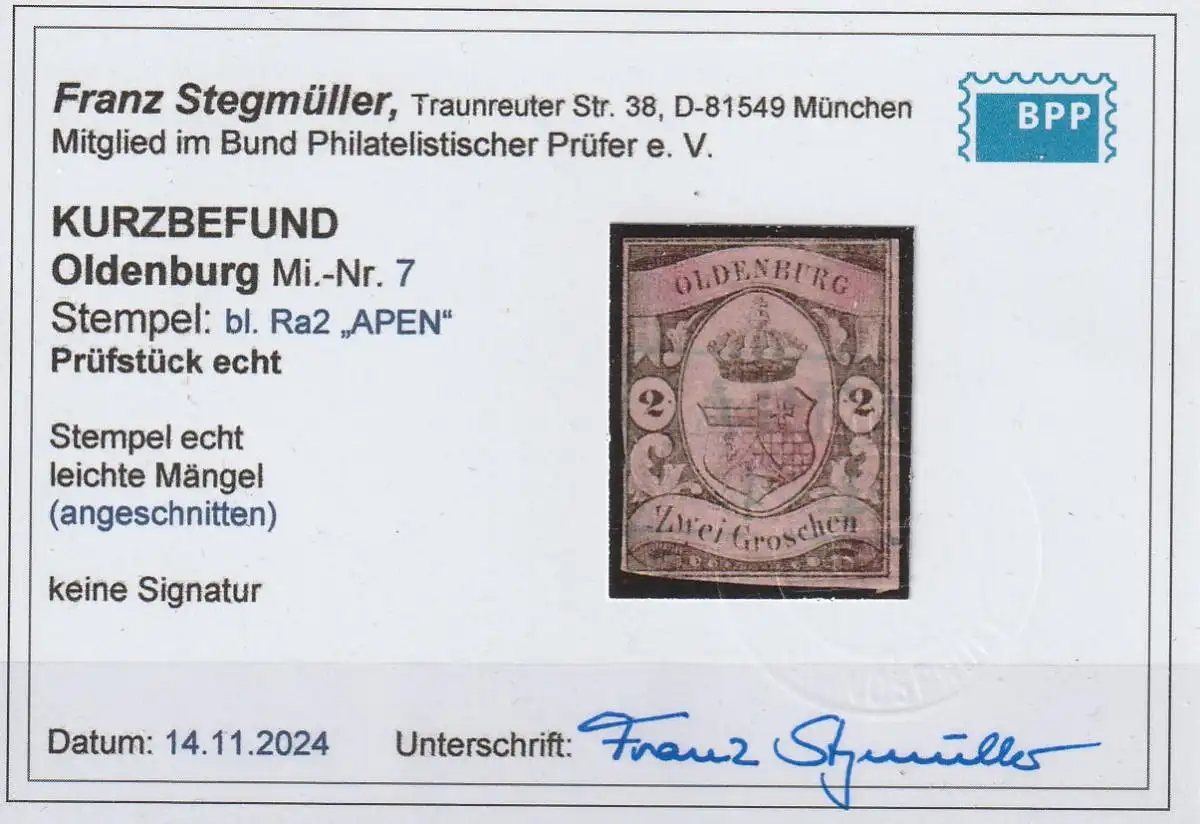 Franz Stegmüller, Traunreuter Str. 38, D-81549 München
Mitglied im Bund Philatelistischer Prüfer e. V.
BPP
KURZBEFUND
Oldenburg Mi.-Nr. 7
Stempel: bl. Ra2 „APEN“
Prüfstück echt
Stempel echt
leichte Mängel
(angeschnitten)
keine Signatur
OLDENBURG
2 2
Zwei Groschen
Datum: 14.11.2024 Unterschrift: Franz Stegmüller